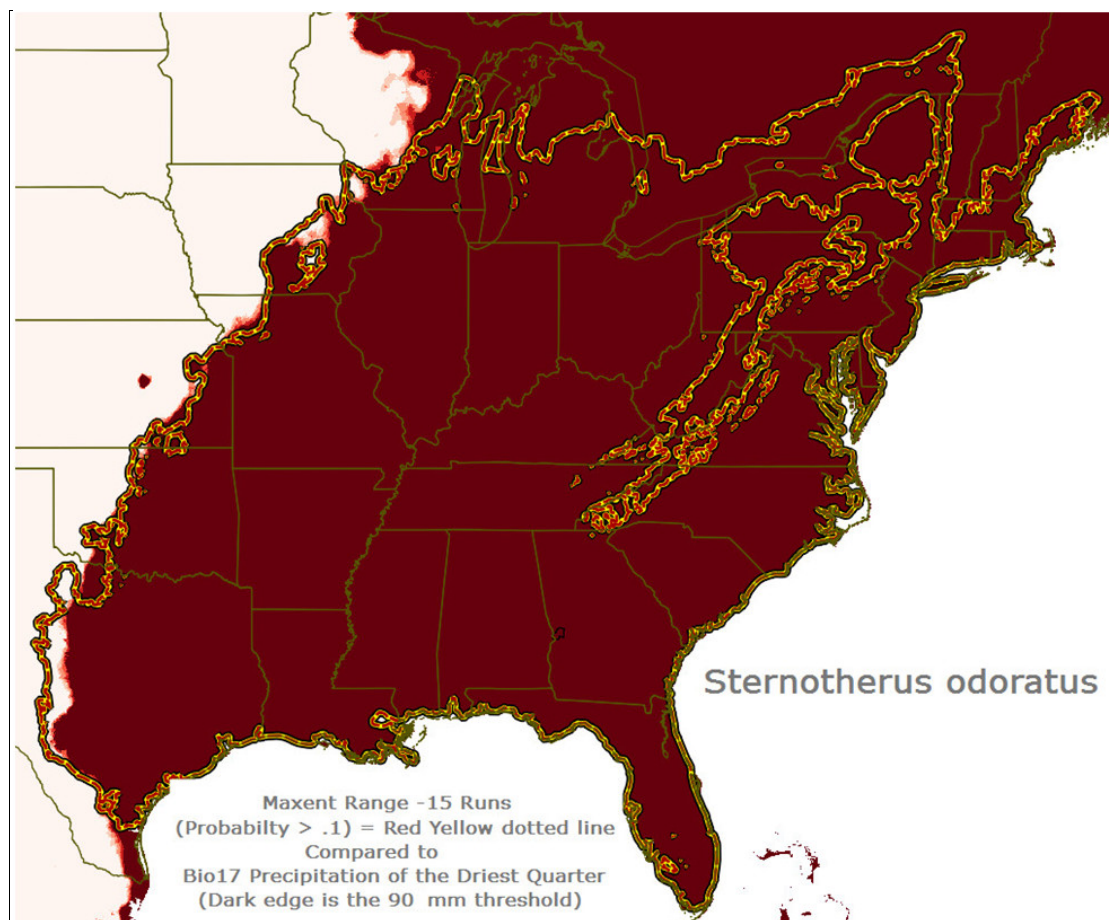 Sternotherus odoratus
Maxent Range -15 Runs
(Probabilty > .1) = Red Yellow dotted line
Compared to
Bio17 Precipitation of the Driest Quarter
(Dark edge is the 90 mm threshold)